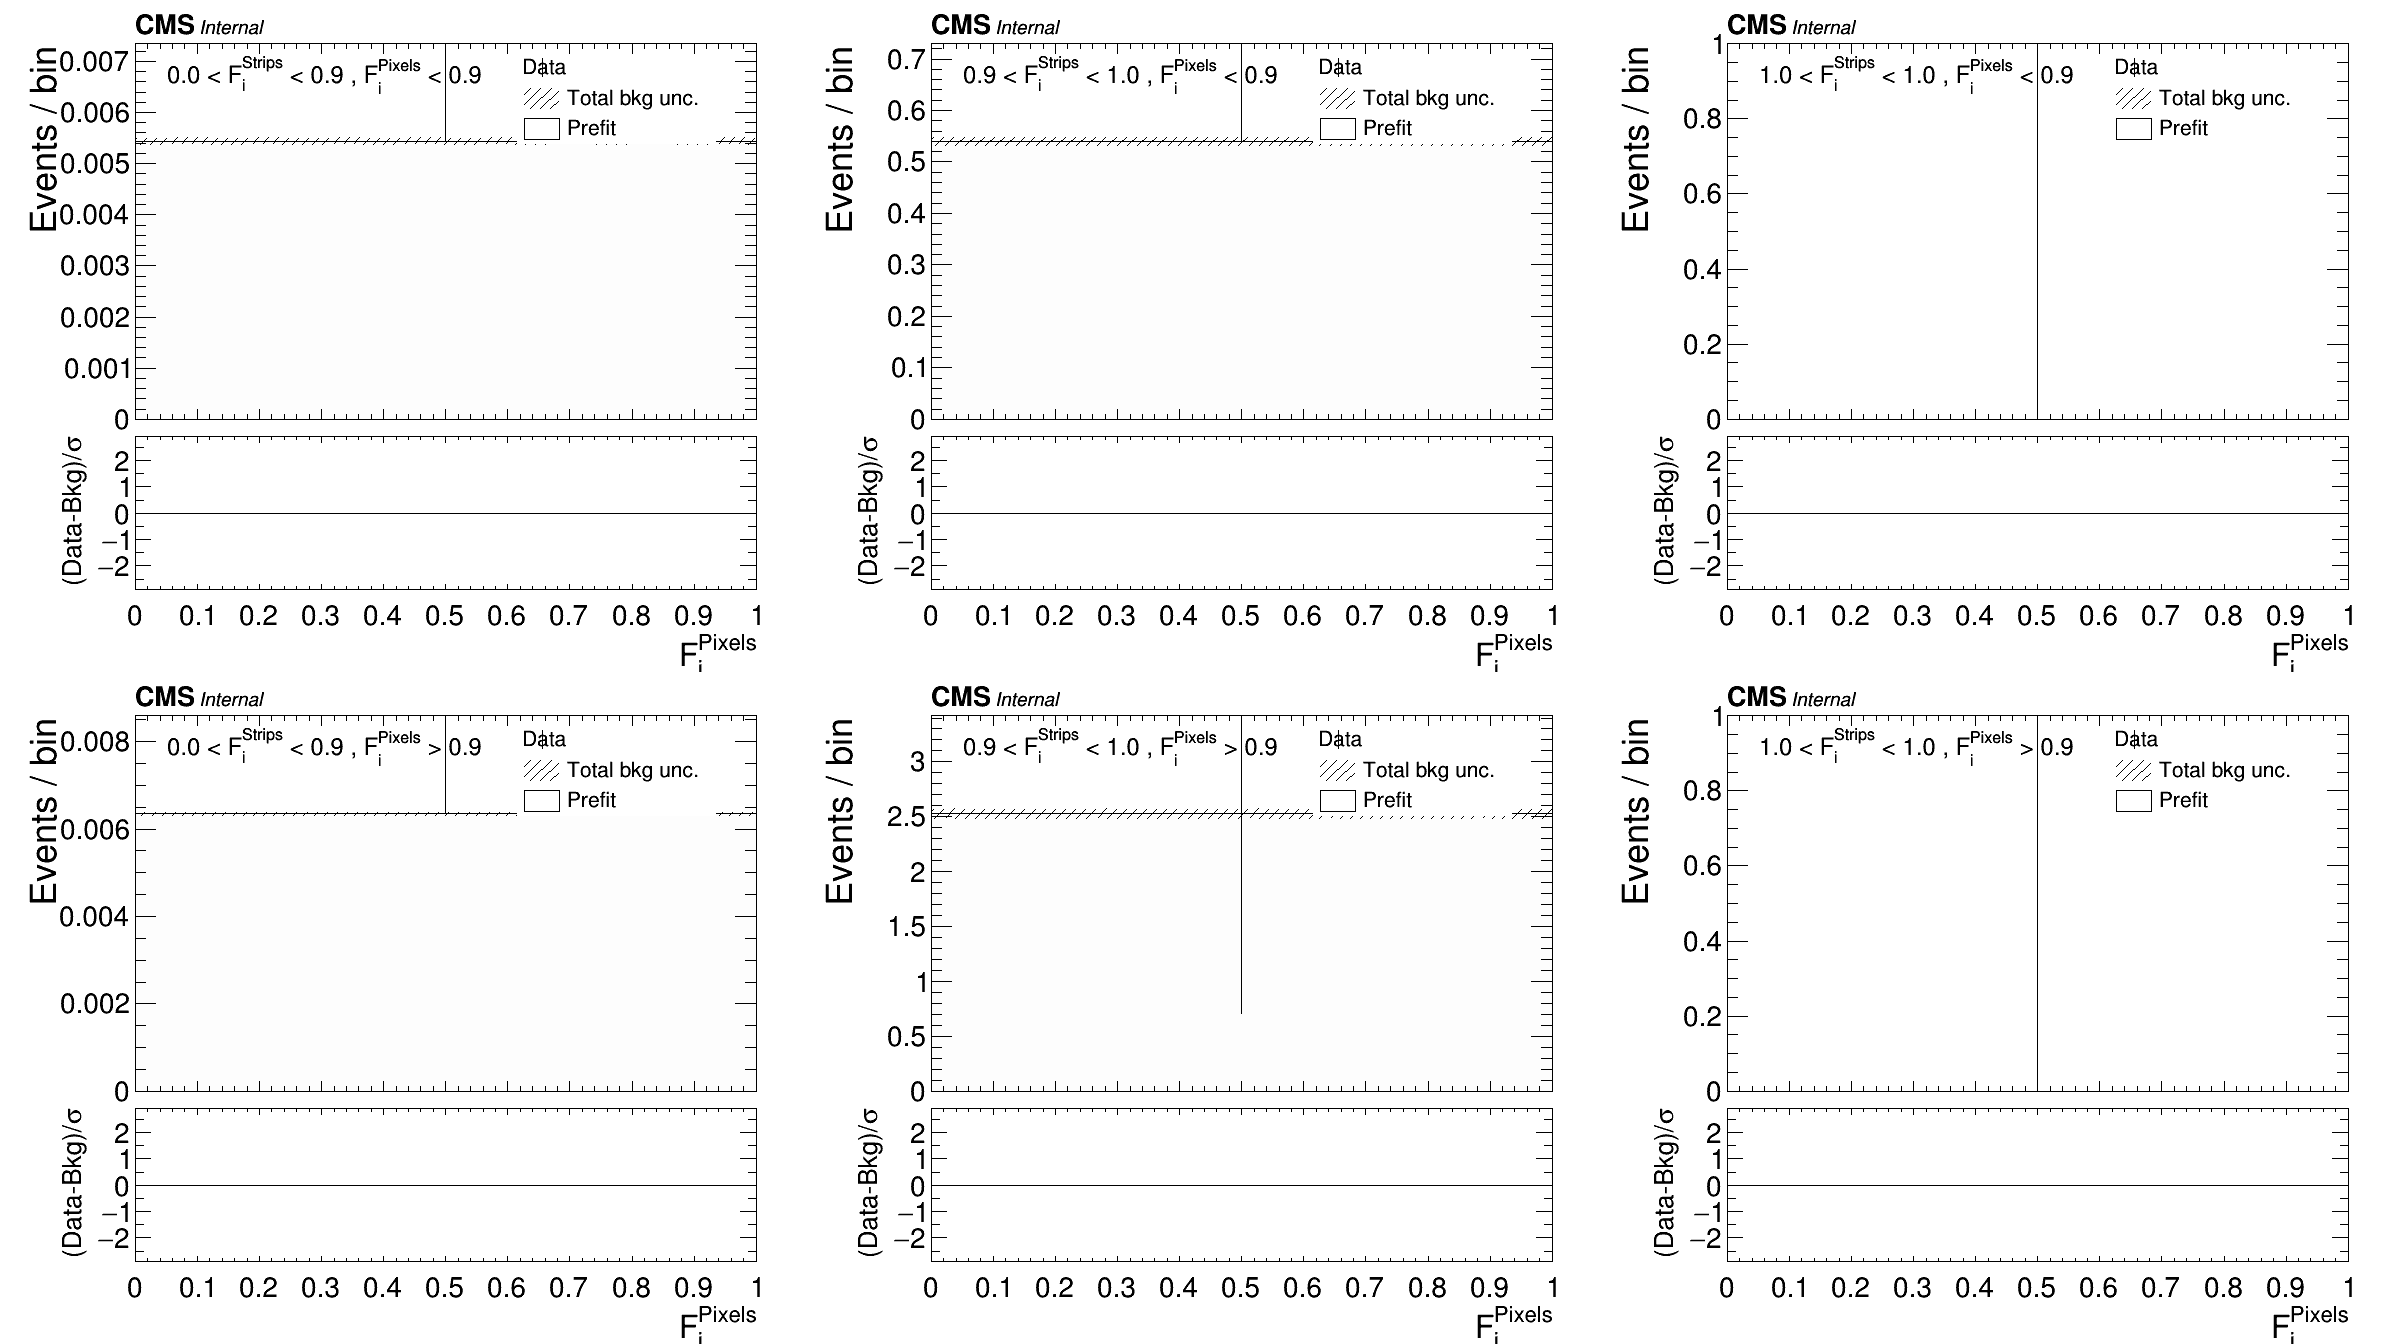 CMS Internal
Events / bin
0.0 < F_i^Strips < 0.9 , F_i^Pixels < 0.9
Data
Total bkg unc.
Prefit
0.007
0.006
0.005
0.004
0.003
0.002
0.001
0
(Data-Bkg)/σ
2
1
0
−1
−2
0 0.1 0.2 0.3 0.4 0.5 0.6 0.7 0.8 0.9 1
F_i^Pixels
CMS Internal
Events / bin
0.9 < F_i^Strips < 1.0 , F_i^Pixels < 0.9
Data
Total bkg unc.
Prefit
0.7
0.6
0.5
0.4
0.3
0.2
0.1
0
(Data-Bkg)/σ
2
1
0
−1
−2
0 0.1 0.2 0.3 0.4 0.5 0.6 0.7 0.8 0.9 1
F_i^Pixels
CMS Internal
Events / bin
1.0 < F_i^Strips < 1.0 , F_i^Pixels < 0.9
Data
Total bkg unc.
Prefit
1
0.8
0.6
0.4
0.2
0
(Data-Bkg)/σ
2
1
0
−1
−2
0 0.1 0.2 0.3 0.4 0.5 0.6 0.7 0.8 0.9 1
F_i^Pixels
CMS Internal
Events / bin
0.0 < F_i^Strips < 0.9 , F_i^Pixels > 0.9
Data
Total bkg unc.
Prefit
0.008
0.006
0.004
0.002
0
(Data-Bkg)/σ
2
1
0
−1
−2
0 0.1 0.2 0.3 0.4 0.5 0.6 0.7 0.8 0.9 1
F_i^Pixels
CMS Internal
Events / bin
0.9 < F_i^Strips < 1.0 , F_i^Pixels > 0.9
Data
Total bkg unc.
Prefit
3
2.5
2
1.5
1
0.5
0
(Data-Bkg)/σ
2
1
0
−1
−2
0 0.1 0.2 0.3 0.4 0.5 0.6 0.7 0.8 0.9 1
F_i^Pixels
CMS Internal
Events / bin
1.0 < F_i^Strips < 1.0 , F_i^Pixels > 0.9
Data
Total bkg unc.
Prefit
1
0.8
0.6
0.4
0.2
0
(Data-Bkg)/σ
2
1
0
−1
−2
0 0.1 0.2 0.3 0.4 0.5 0.6 0.7 0.8 0.9 1
F_i^Pixels